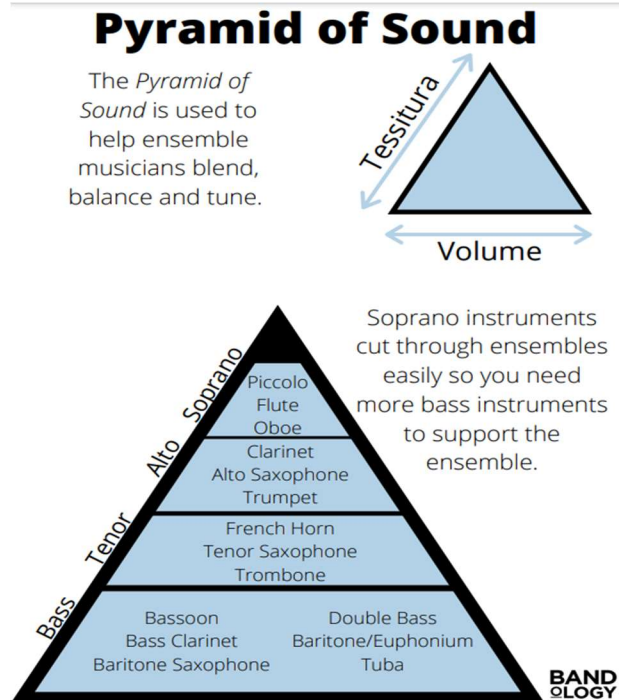 Pyramid of Sound
The Pyramid of
Sound is used to
help ensemble
musicians blend,
balance and tune.
Tessitura
Volume
Soprano instruments
cut through ensembles
easily so you need
more bass instruments
to support the
ensemble.
Soprano
Piccolo
Flute
Oboe
Alto
Clarinet
Alto Saxophone
Trumpet
Tenor
French Horn
Tenor Saxophone
Trombone
Bass
Bassoon
Bass Clarinet
Baritone Saxophone
Double Bass
Baritone/Euphonium
Tuba
BAND
OLOGY